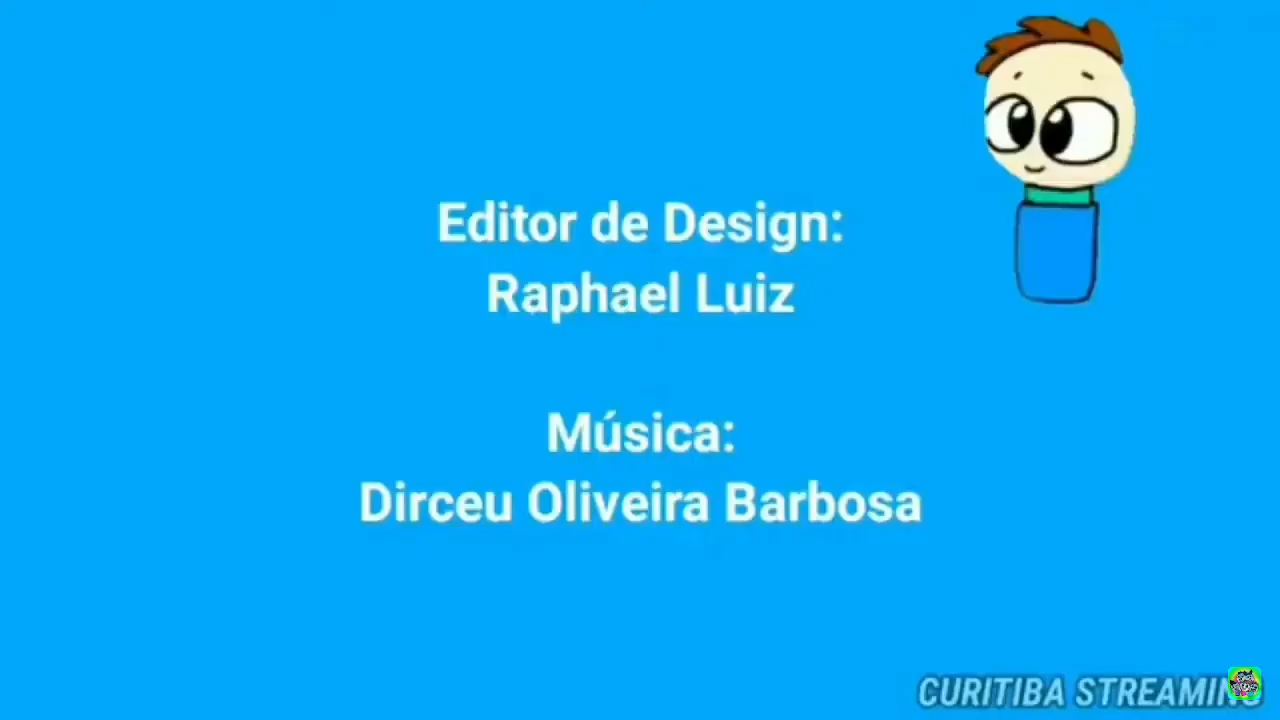 Editor de Design:
Raphael Luiz
Música:
Dirceu Oliveira Barbosa
CURITIBA STREAMING